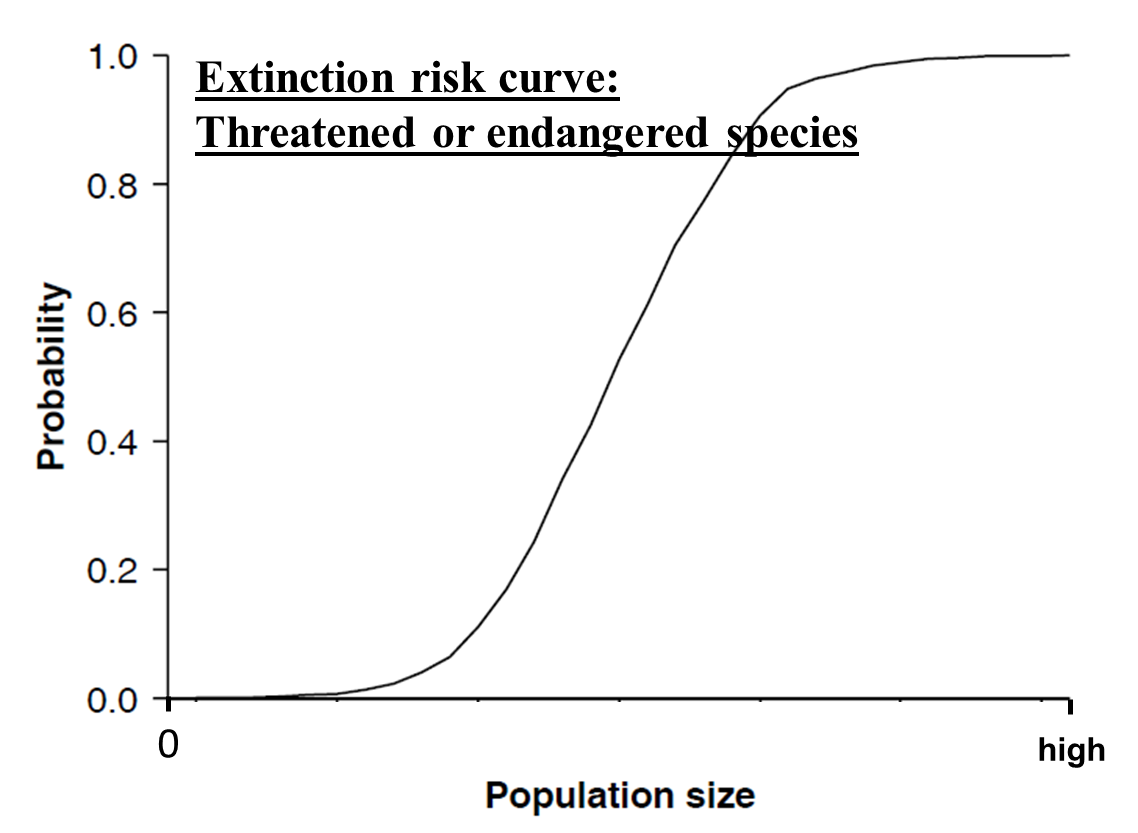 Extinction risk curve:
Threatened or endangered species
1.0
0.8
0.6
0.4
0.2
0.0
Probability
0
high
Population size